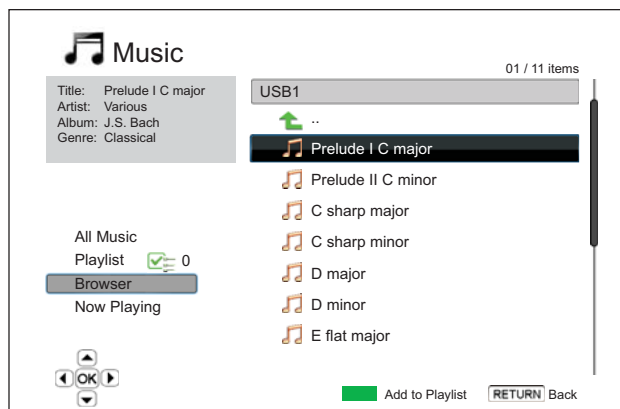 Music
01 / 11 items
Title: Prelude I C major
Artist: Various
Album: J.S. Bach
Genre: Classical
USB1
..
Prelude I C major
Prelude II C minor
C sharp major
C sharp minor
D major
D minor
E flat major
All Music
Playlist 0
Browser
Now Playing
OK
Add to Playlist
RETURN Back